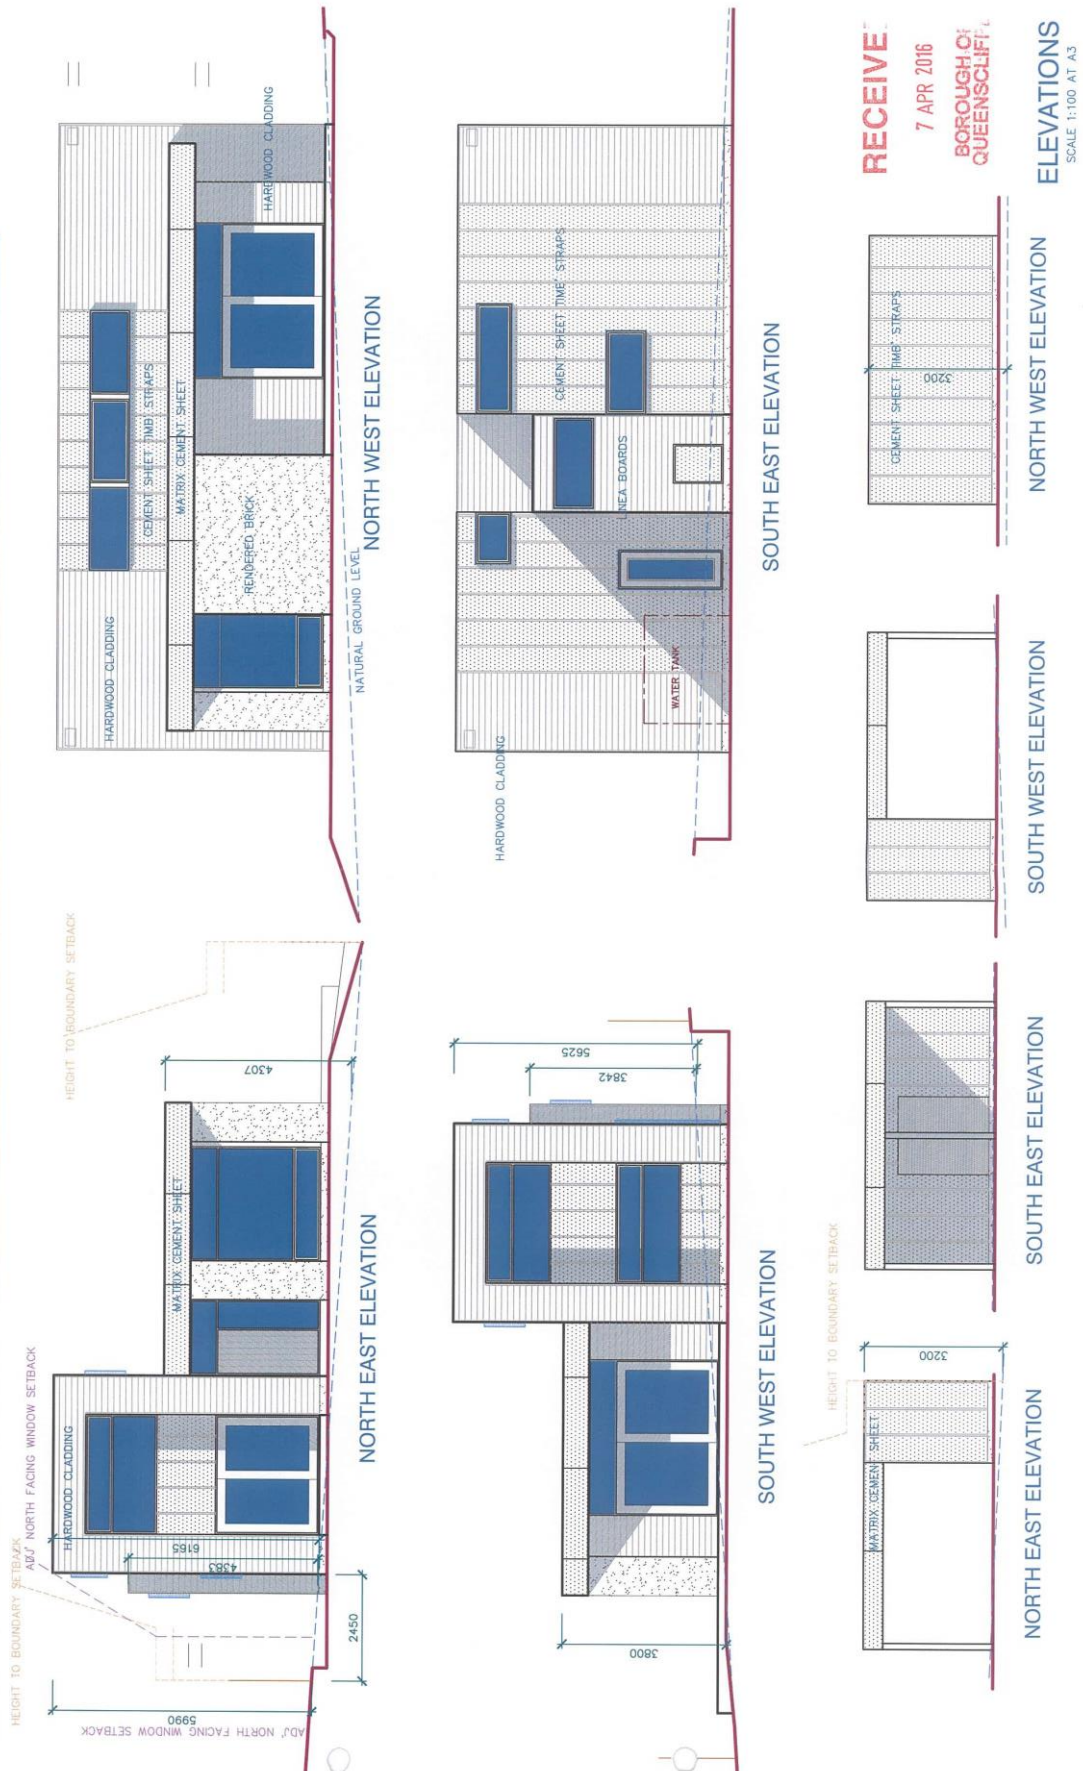 HEIGHT TO BOUNDARY SETBACK
ADJ' NORTH FACING WINDOW SETBACK
HARDWOOD CLADDING
MATRIX CEMENT SHEET
HEIGHT TO BOUNDARY SETBACK
5990
6165
4383
4307
2450
ADJ' NORTH FACING WINDOW SETBACK
NORTH EAST ELEVATION
HARDWOOD CLADDING
CEMENT SHEET 'TIMB' STRAPS
MATRIX CEMENT SHEET
RENDERED BRICK
HARDWOOD CLADDING
NATURAL GROUND LEVEL
NORTH WEST ELEVATION
3800
5625
3842
SOUTH WEST ELEVATION
HARDWOOD CLADDING
WATER TANK
LINEA BOARDS
CEMENT SHEET
STRAPS
SOUTH EAST ELEVATION
MATRIX CEMENT SHEET
HEIGHT TO BOUNDARY SETBACK
3200
NORTH EAST ELEVATION
SOUTH EAST ELEVATION
SOUTH WEST ELEVATION
CEMENT SHEET 'TIMB' STRAPS
3200
NORTH WEST ELEVATION
RECEIVE
7 APR 2016
BOROUGH OF
QUEENSCLIFF
ELEVATIONS
SCALE 1:100 AT A3